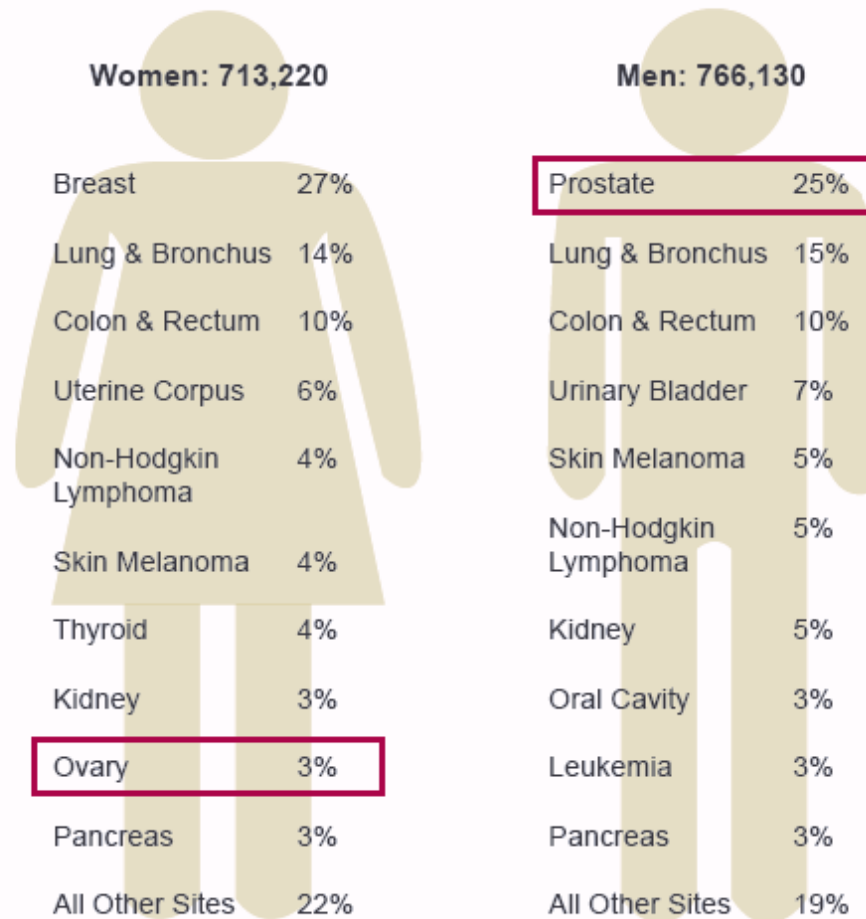 Women: 713,220
Breast 27%
Lung & Bronchus 14%
Colon & Rectum 10%
Uterine Corpus 6%
Non-Hodgkin 4%
Lymphoma
Skin Melanoma 4%
Thyroid 4%
Kidney 3%
Ovary 3%
Pancreas 3%
All Other Sites 22%
Men: 766,130
Prostate 25%
Lung & Bronchus 15%
Colon & Rectum 10%
Urinary Bladder 7%
Skin Melanoma 5%
Non-Hodgkin 5%
Lymphoma
Kidney 5%
Oral Cavity 3%
Leukemia 3%
Pancreas 3%
All Other Sites 19%